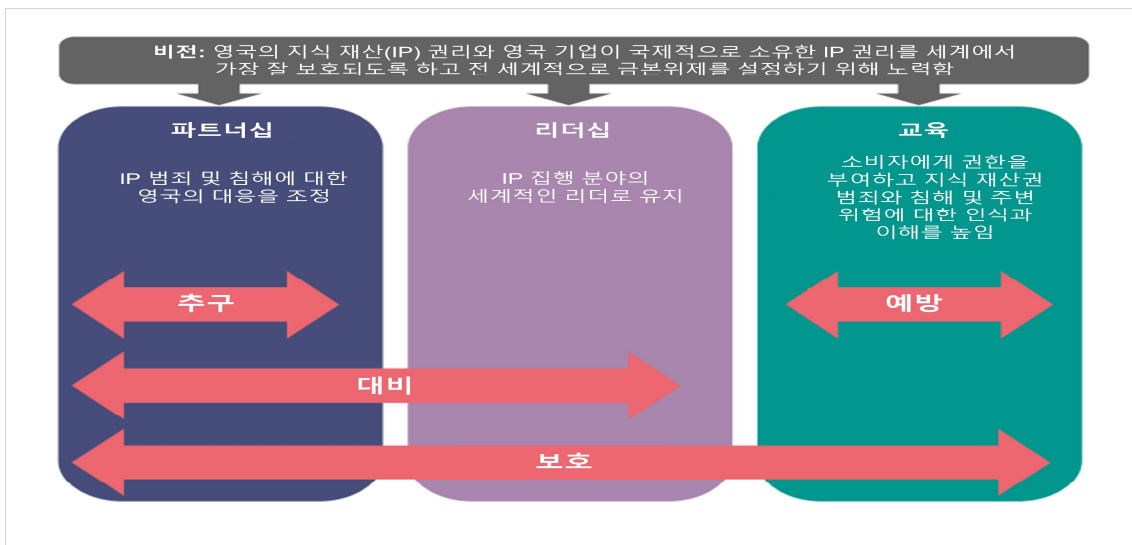 비전: 영국의 지식 재산(IP) 권리와 영국 기업이 국제적으로 소유한 IP 권리를 세계에서
가장 잘 보호되도록 하고 전 세계적으로 금본위제를 설정하기 위해 노력함
파트너십
IP 범죄 및 침해에 대한
영국의 대응을 조정
리더십
IP 집행 분야의
세계적인 리더로 유지
교육
소비자에게 권한을
부여하고 지식 재산권
범죄와 침해 및 주변
위험에 대한 인식과
이해를 높임
추구
예방
대비
보호